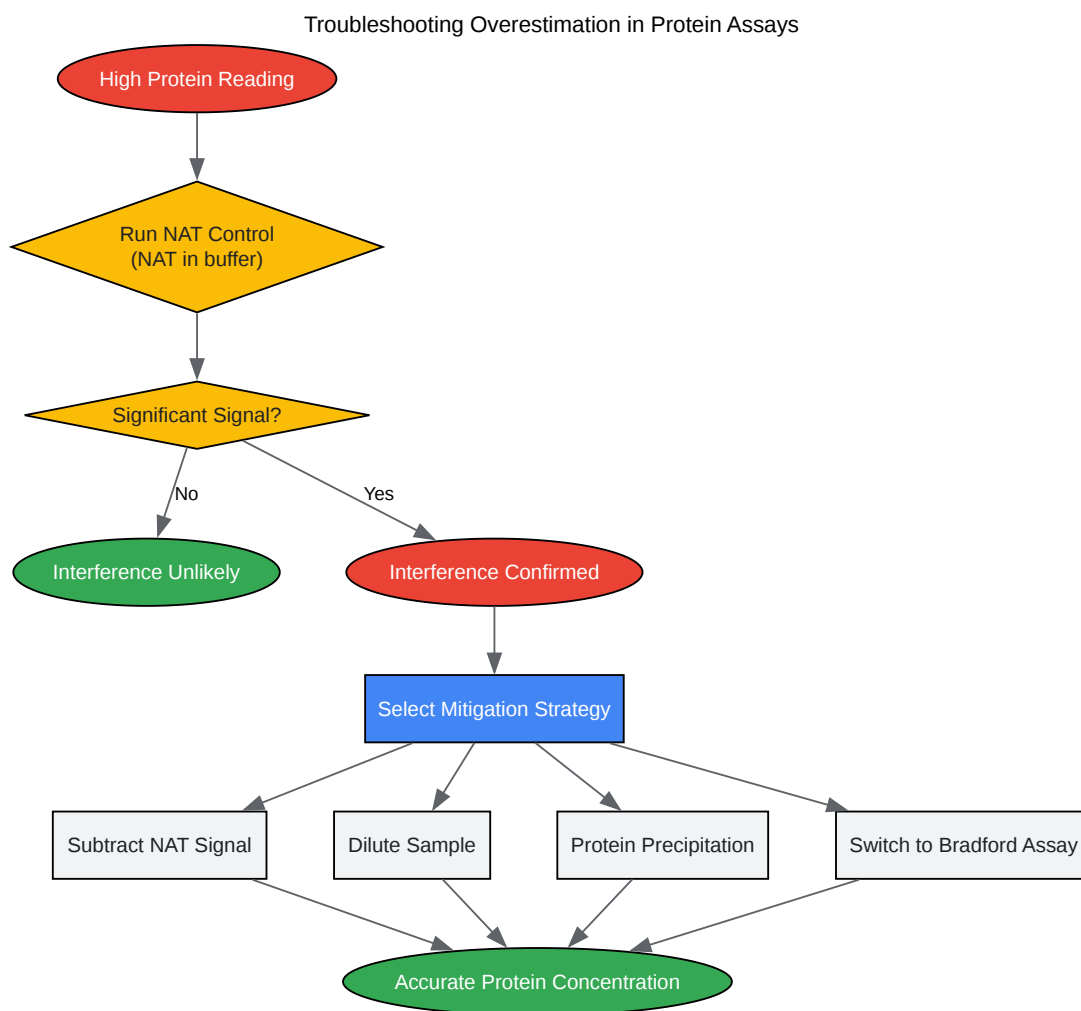 Troubleshooting Overestimation in Protein Assays
High Protein Reading
Run NAT Control
(NAT in buffer)
Significant Signal?
No
Yes
Interference Unlikely
Interference Confirmed
Select Mitigation Strategy
Subtract NAT Signal
Dilute Sample
Protein Precipitation
Switch to Bradford Assay
Accurate Protein Concentration